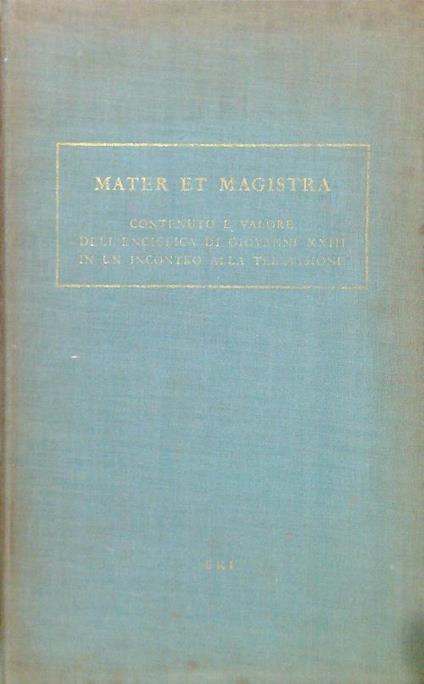 MATER ET MAGISTRA
CONTENUTO E VALORE
DELL'ENCICLICA DI GIOVANNI XXIII
IN UN INCONTRO ALLA TELEVISIONE
ERI